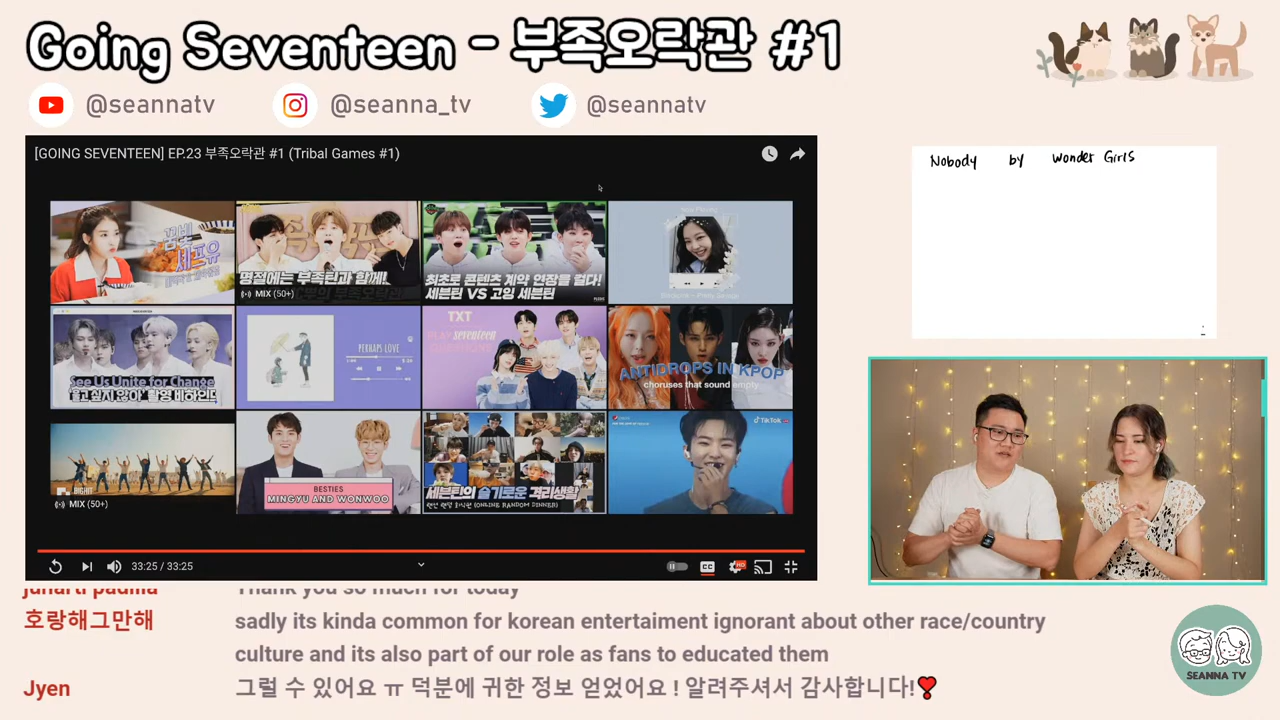 Going Seventeen - 부족오락관 #1
@seannatv
@seanna_tv
@seannatv
[GOING SEVENTEEN] EP.23 부족오락관 #1 (Tribal Games #1)
Nobody by Wonder Girls
명절에는 부족틴과 함께!
MIX (50+)
최초로 콘텐츠 계약 연장을 걸다!
세븐틴 VS 고잉 세븐틴
See Us Unite for Change
PERHAPS LOVE
TXT
seventeen
ANTIDROPS IN KPOP
choruses that sound empty
BIGHIT
MIX (50+)
BESTIES
MINGYU AND WONWOO
세븐틴의 슬기로운 격리생활
(ONLINE RANDOM DINNER)
TikTok
33:25 / 33:25
CC
HD
Thank you so much for today
호랑해그만해
sadly its kinda common for korean entertaiment ignorant about other race/country
culture and its also part of our role as fans to educated them
Jyen
그럴 수 있어요 ㅠ 덕분에 귀한 정보 얻었어요 ! 알려주셔서 감사합니다!❣
SEANNA TV